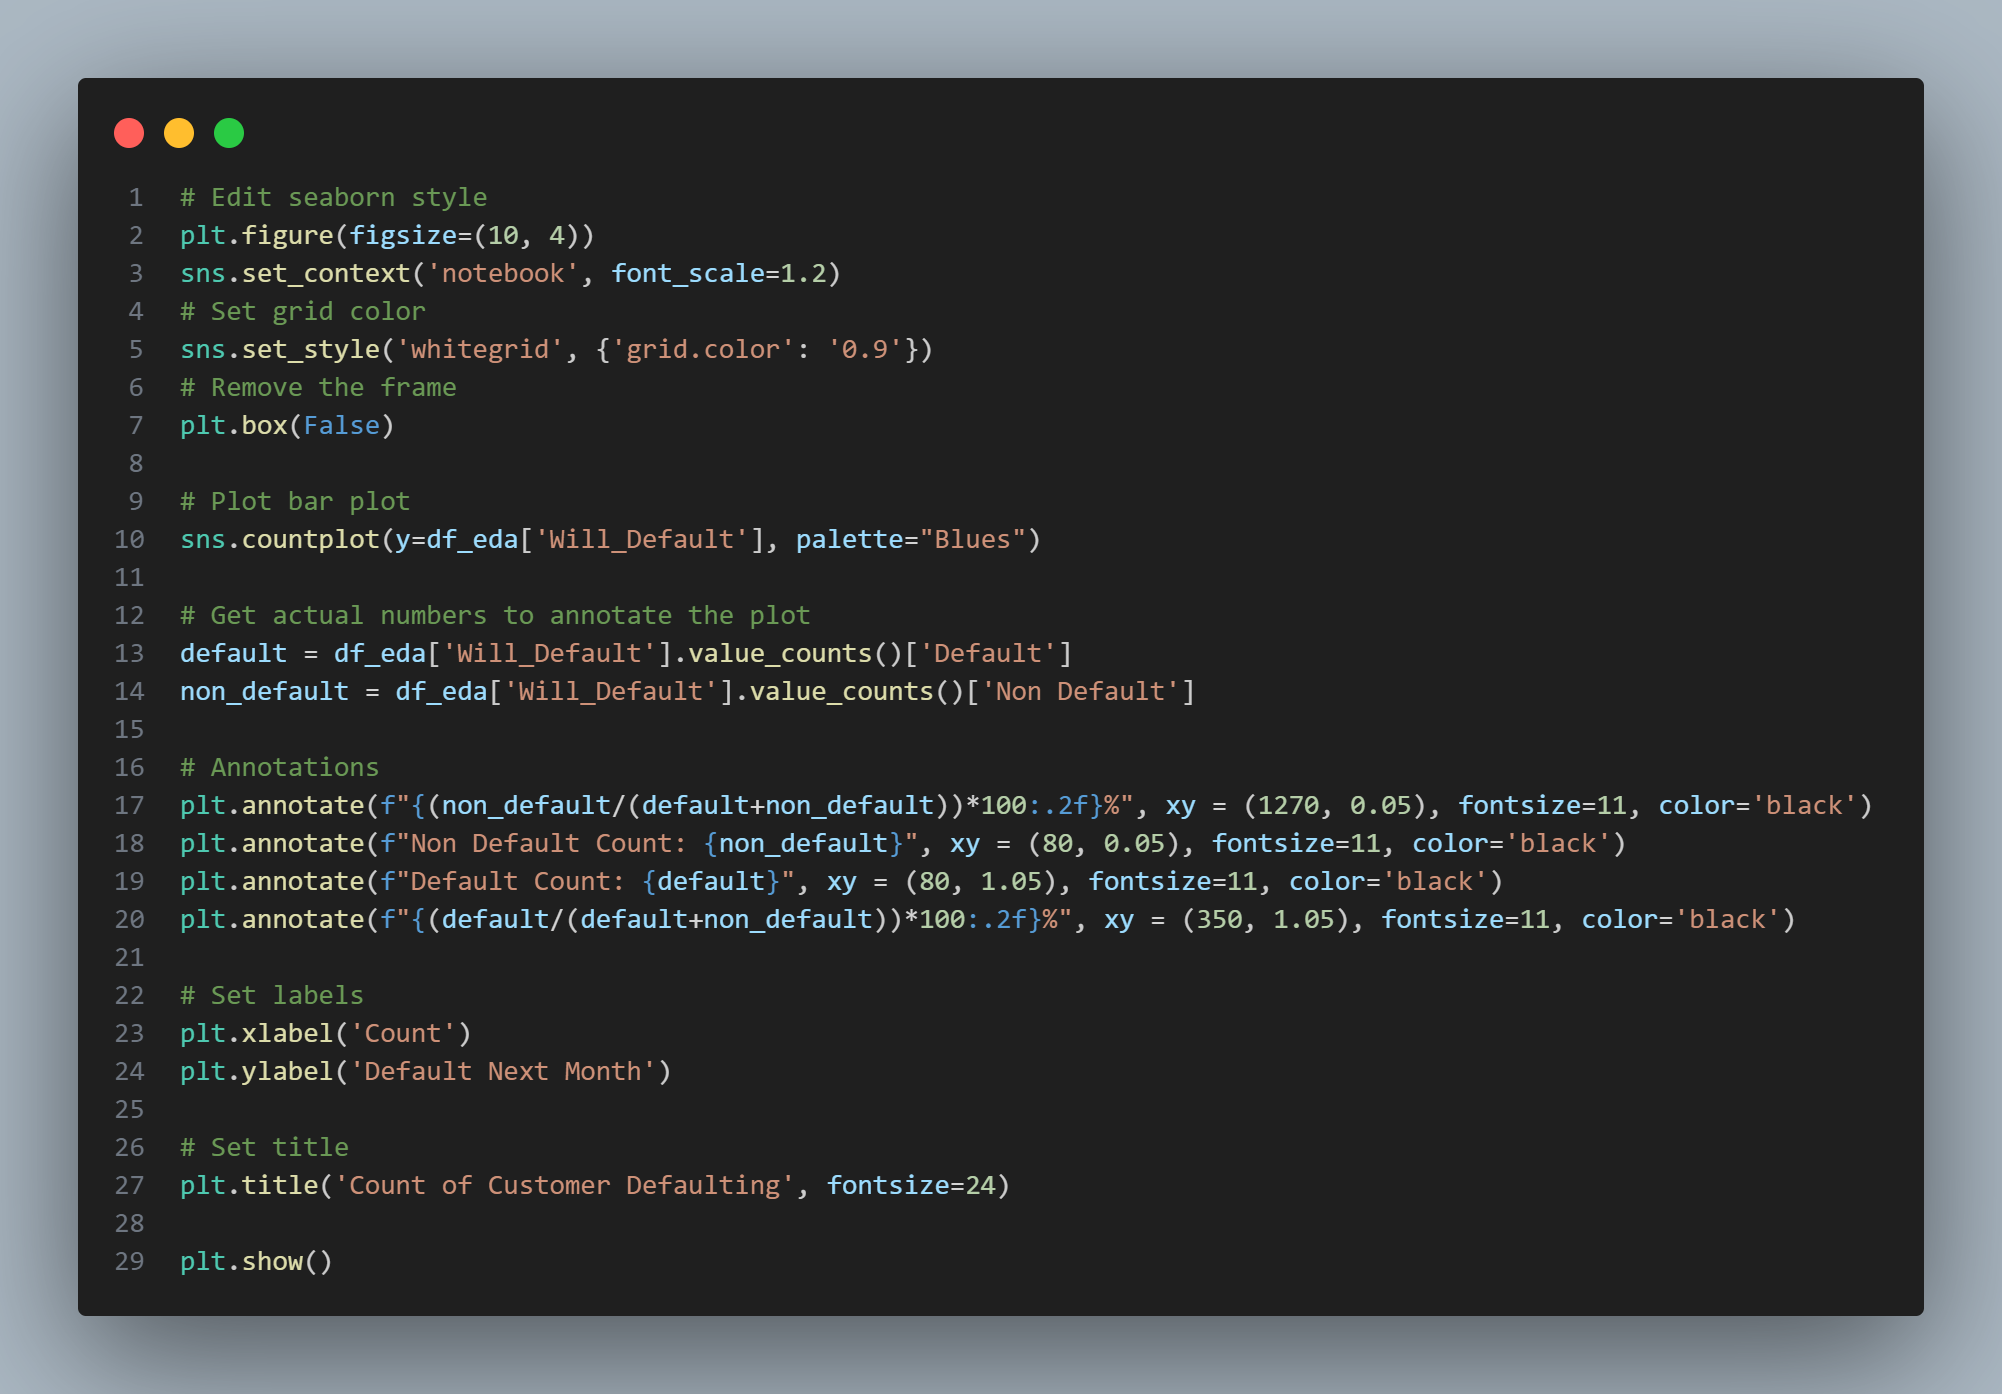 1 # Edit seaborn style
2 plt.figure(figsize=(10, 4))
3 sns.set_context('notebook', font_scale=1.2)
4 # Set grid color
5 sns.set_style('whitegrid', {'grid.color': '0.9'})
6 # Remove the frame
7 plt.box(False)
8
9 # Plot bar plot
10 sns.countplot(y=df_eda['Will_Default'], palette="Blues")
11
12 # Get actual numbers to annotate the plot
13 default = df_eda['Will_Default'].value_counts()['Default']
14 non_default = df_eda['Will_Default'].value_counts()['Non Default']
15
16 # Annotations
17 plt.annotate(f"{(non_default/(default+non_default))*100:.2f}%", xy = (1270, 0.05), fontsize=11, color='black')
18 plt.annotate(f"Non Default Count: {non_default}", xy = (80, 0.05), fontsize=11, color='black')
19 plt.annotate(f"Default Count: {default}", xy = (80, 1.05), fontsize=11, color='black')
20 plt.annotate(f"{(default/(default+non_default))*100:.2f}%", xy = (350, 1.05), fontsize=11, color='black')
21
22 # Set labels
23 plt.xlabel('Count')
24 plt.ylabel('Default Next Month')
25
26 # Set title
27 plt.title('Count of Customer Defaulting', fontsize=24)
28
29 plt.show()